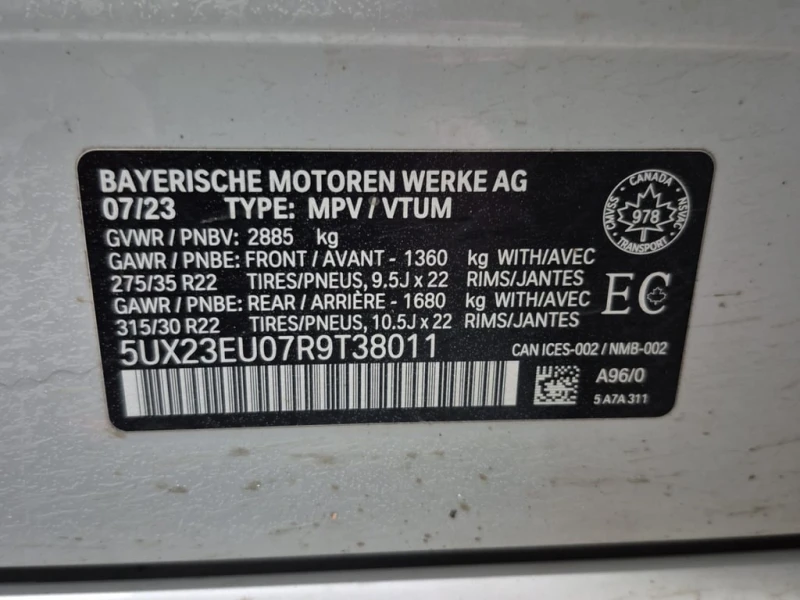 BAYERISCHE MOTOREN WERKE AG
07/23 TYPE: MPV / VTUM
GVWR / PNBV: 2885 kg
GAWR / PNBE: FRONT / AVANT - 1360 kg WITH/AVEC
275/35 R22 TIRES/PNEUS, 9.5J x 22 RIMS/JANTES
GAWR / PNBE: REAR / ARRIÈRE - 1680 kg WITH/AVEC
315/30 R22 TIRES/PNEUS, 10.5J x 22 RIMS/JANTES
5UX23EU07R9T38011
CANADA
CMVSS
978
NSVAC
TRANSPORT
EC
CAN ICES-002 / NMB-002
A96/0
5 A7A 311